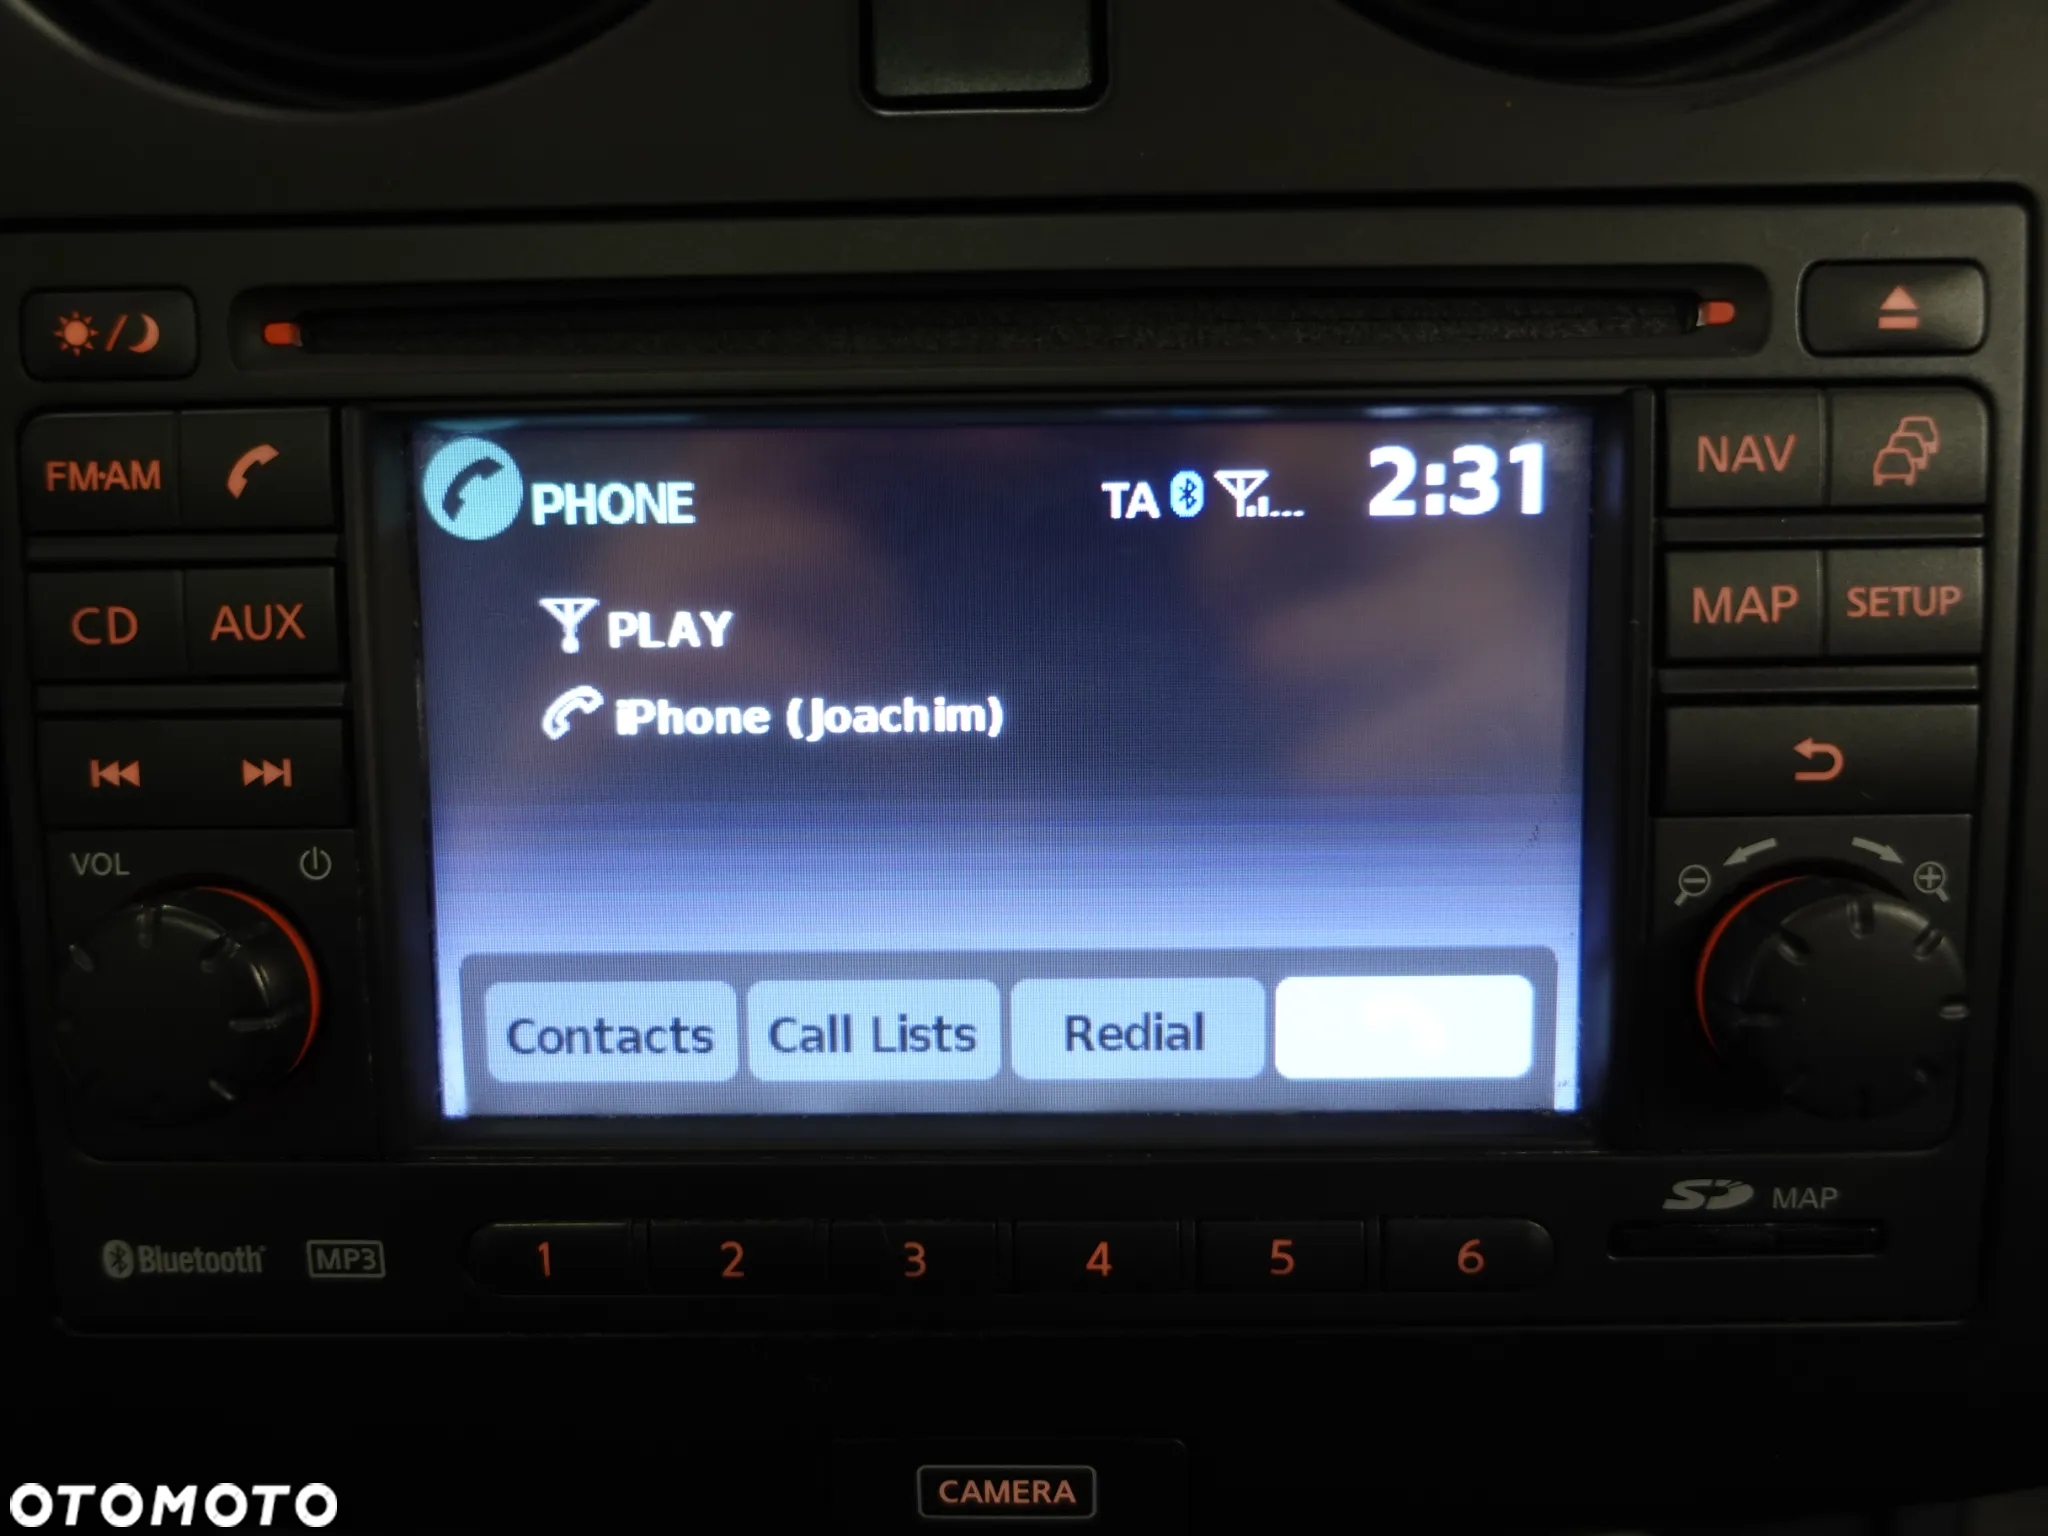 FM·AM
CD
AUX
VOL
PHONE
TA
2:31
PLAY
iPhone (Joachim)
Contacts
Call Lists
Redial
NAV
MAP
SETUP
Bluetooth
MP3
1 2 3 4 5 6
SD MAP
CAMERA
OTOMOTO